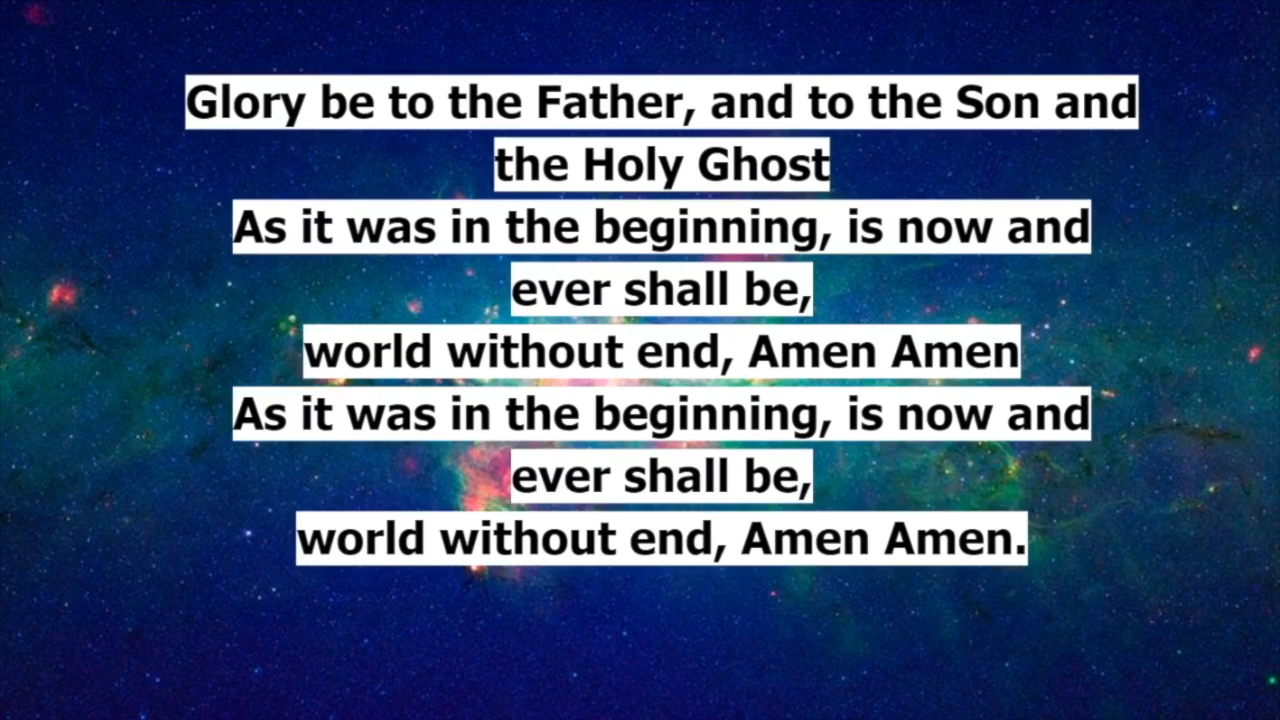 Glory be to the Father, and to the Son and
the Holy Ghost
As it was in the beginning, is now and
ever shall be,
world without end, Amen Amen
As it was in the beginning, is now and
ever shall be,
world without end, Amen Amen.